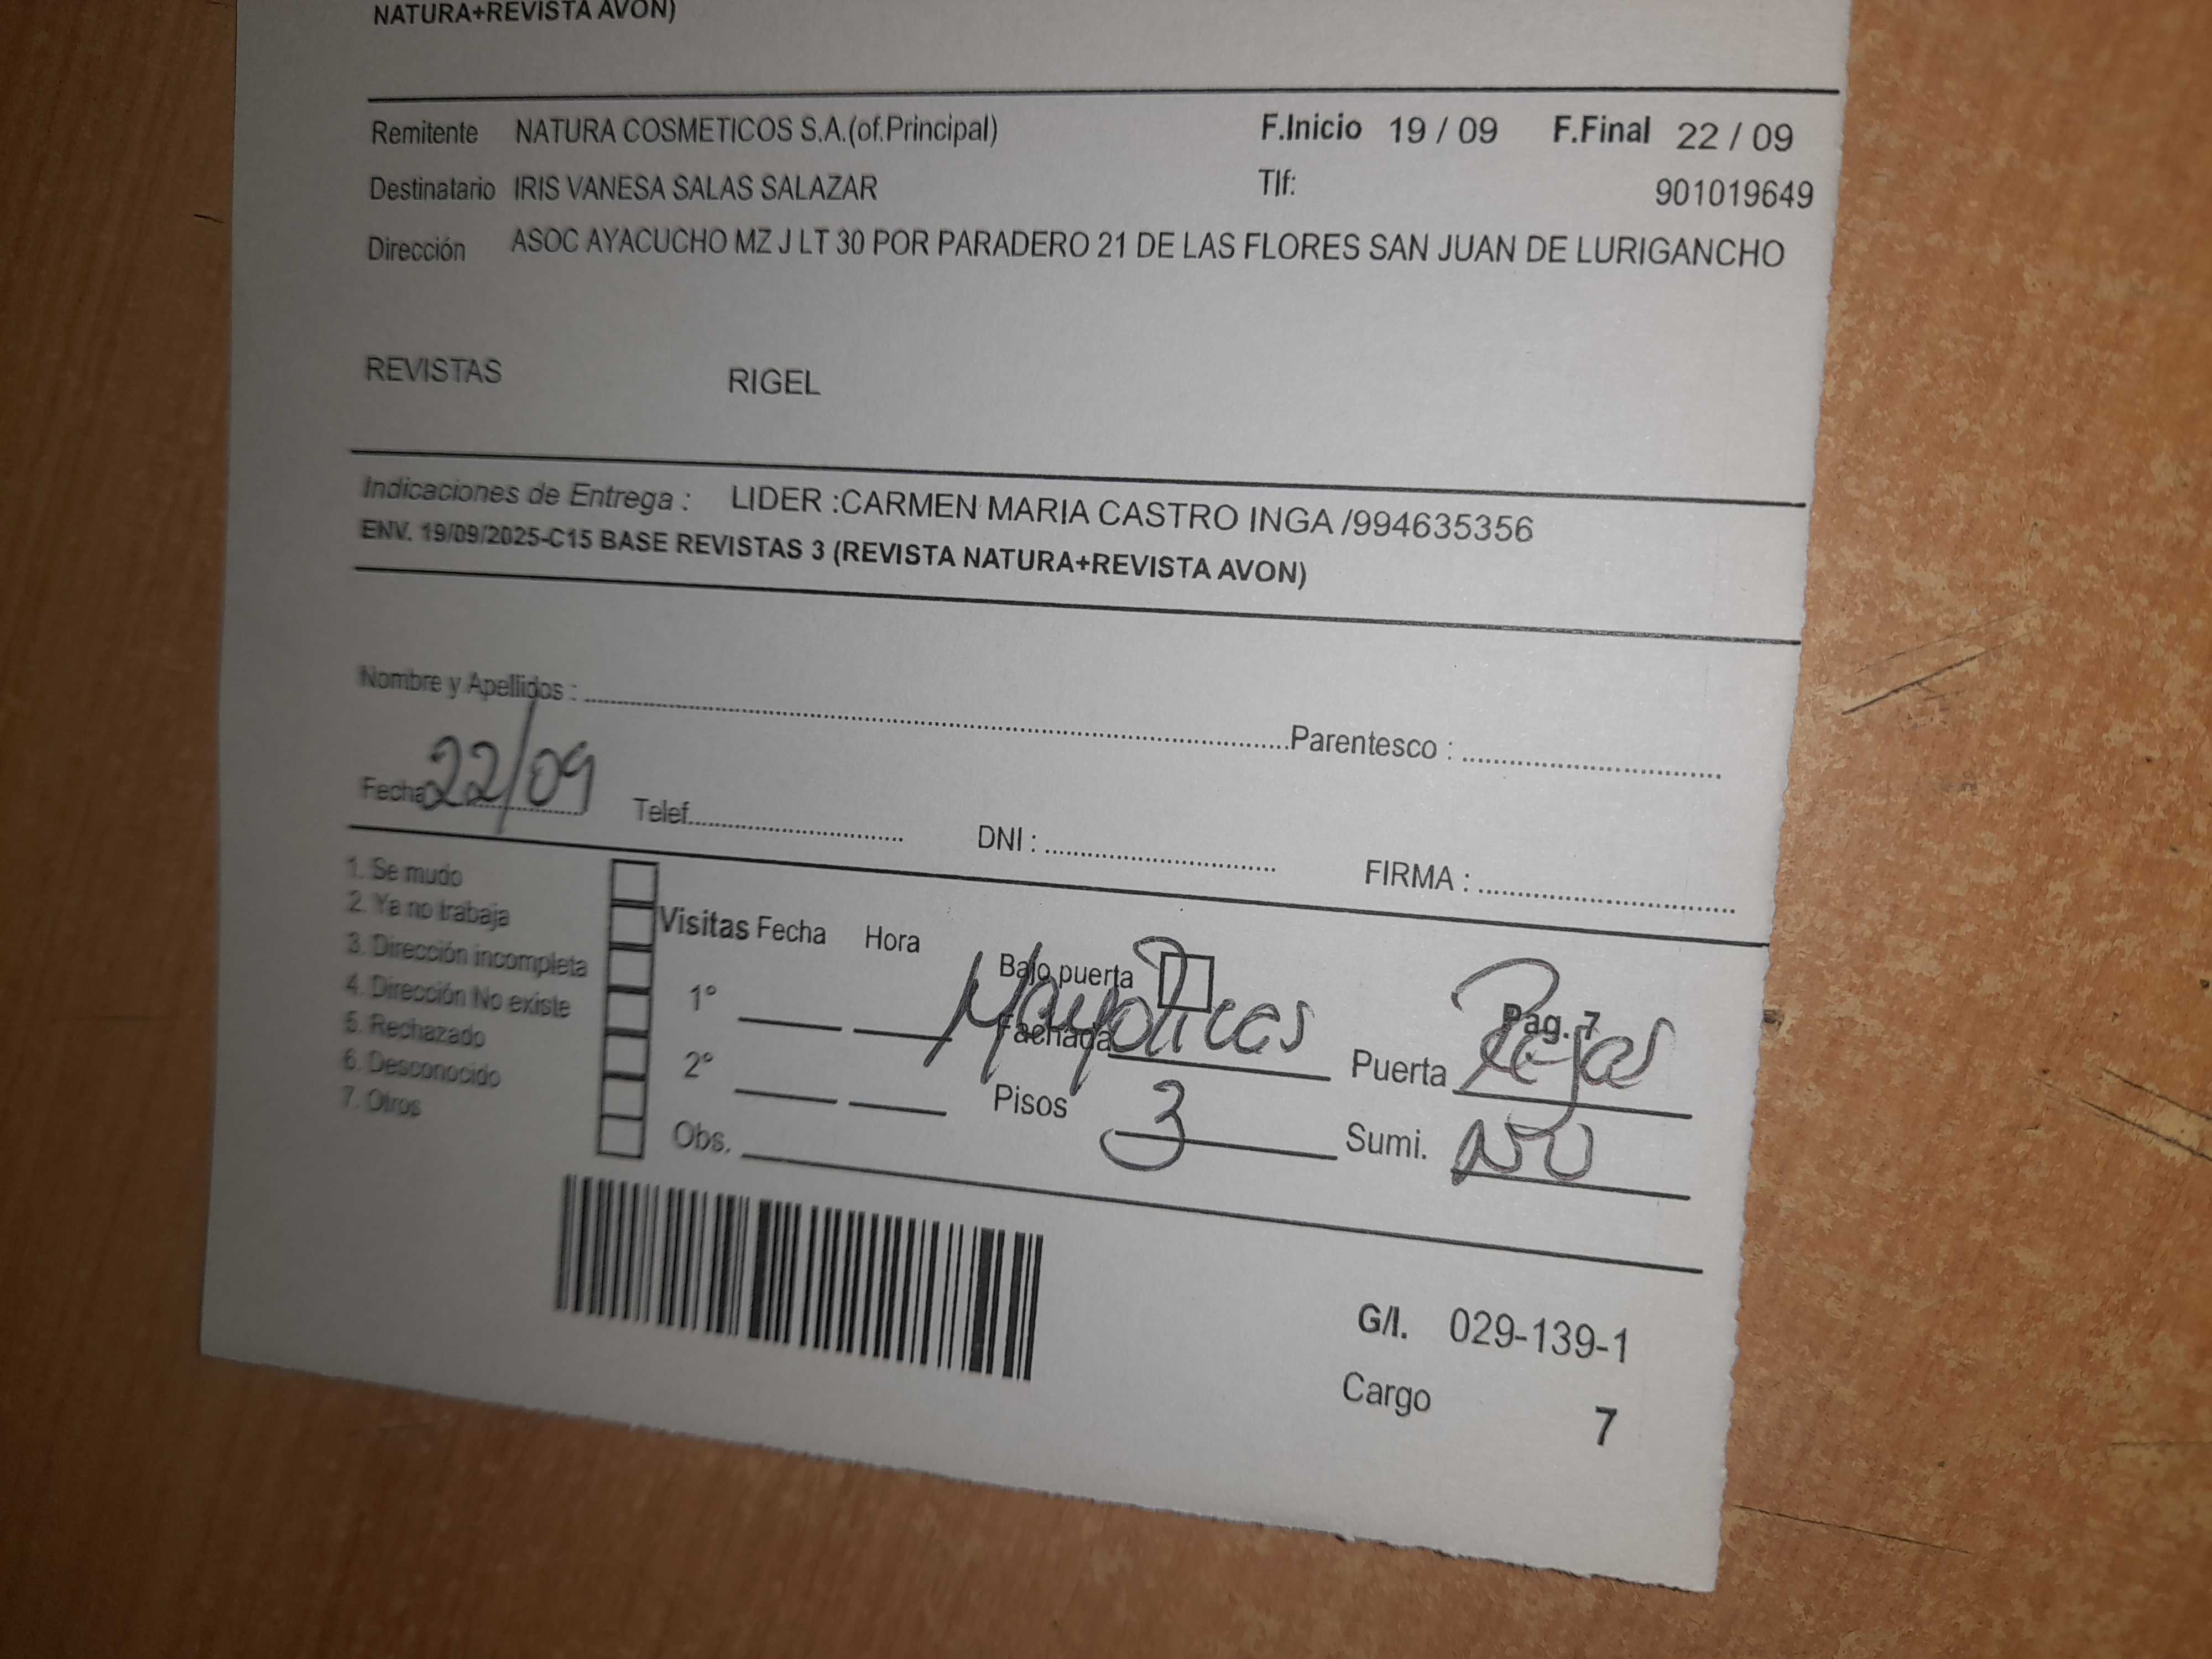 NATURA+REVISTA AVON)
Remitente NATURA COSMETICOS S.A.(of.Principal) F.Inicio 19 / 09 F.Final 22 / 09
Destinatario IRIS VANESA SALAS SALAZAR Tlf: 901019649
Dirección ASOC AYACUCHO MZ J LT 30 POR PARADERO 21 DE LAS FLORES SAN JUAN DE LURIGANCHO
REVISTAS RIGEL
Indicaciones de Entrega : LIDER :CARMEN MARIA CASTRO INGA /994635356
ENV. 19/09/2025-C15 BASE REVISTAS 3 (REVISTA NATURA+REVISTA AVON)
Nombre y Apellidos : Parentesco :
Fecha 22/09 Telef. DNI : FIRMA :
1. Se mudo
2. Ya no trabaja
3. Dirección incompleta
4. Dirección No existe
5. Rechazado
6. Desconocido
7. Otros
Visitas Fecha Hora
1°
2°
Obs.
Bajo puerta
Fachada Mayolicas
Pisos 3
Pag. 7
Puerta Rejas
Sumi. NO
G/I. 029-139-1
Cargo 7